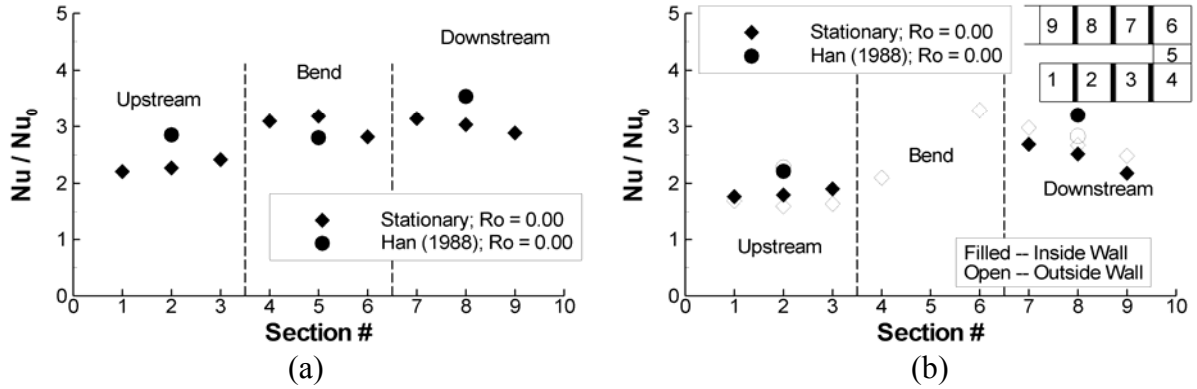 5
4
3
2
1
0
Nu / Nu0
Upstream
Bend
Downstream
Stationary; Ro = 0.00
Han (1988); Ro = 0.00
0 1 2 3 4 5 6 7 8 9 10
Section #
(a)
5
4
3
2
1
0
Nu / Nu0
Stationary; Ro = 0.00
Han (1988); Ro = 0.00
9 8 7 6
5
1 2 3 4
Bend
Downstream
Upstream
Filled -- Inside Wall
Open -- Outside Wall
0 1 2 3 4 5 6 7 8 9 10
Section #
(b)